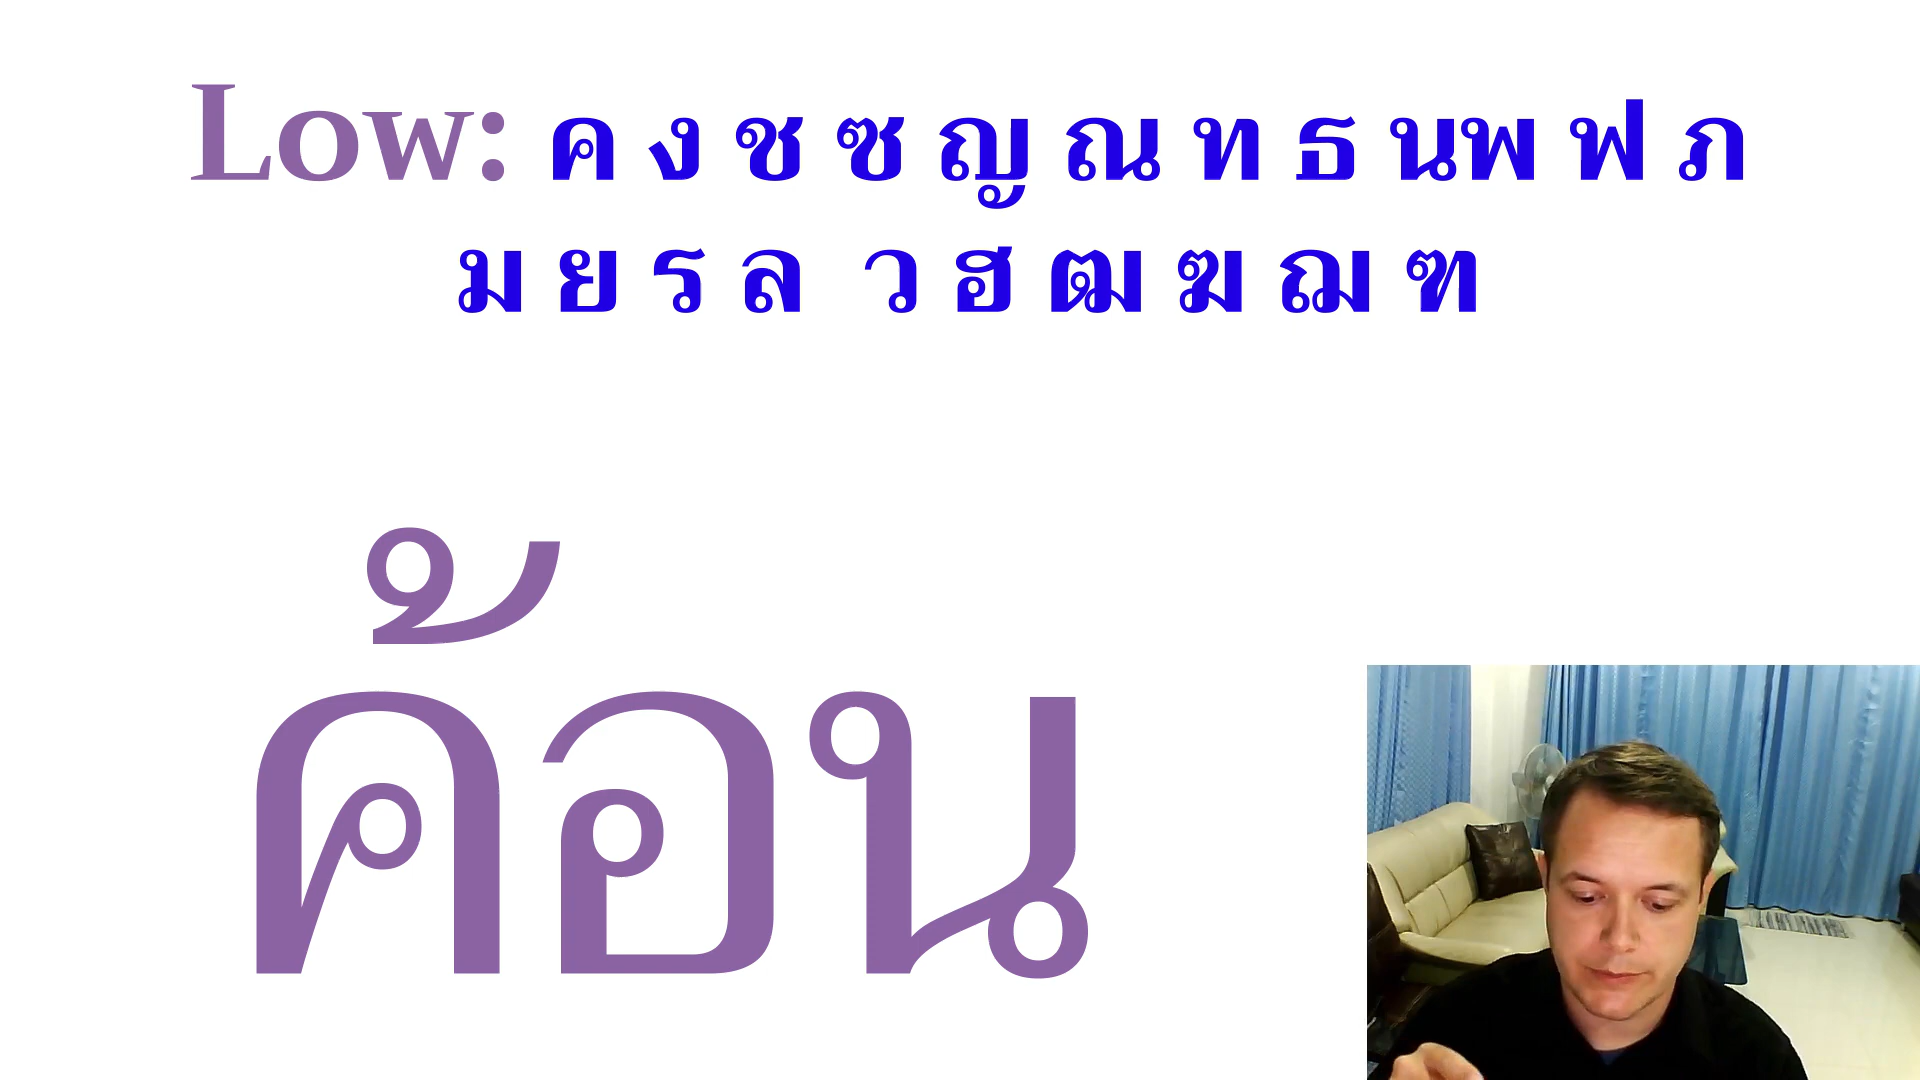 Low: ค ง ช ซ ญ ณ ท ธ นพ ฟ ภ
ม ย ร ล ว ฮ ฒ ฆ ฌ ฑ
ค้อน